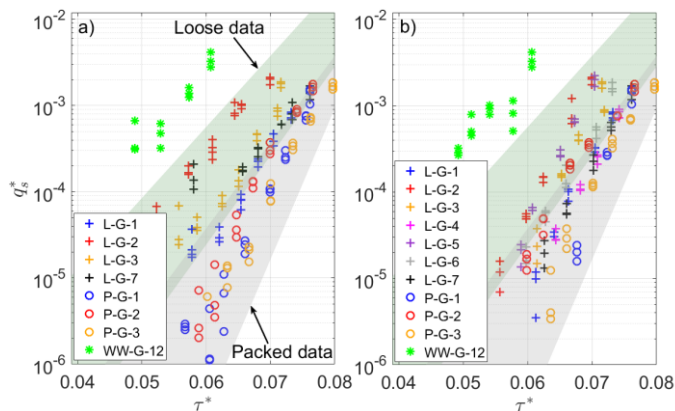 a)
Loose data
Packed data
10^-2
10^-3
10^-4
10^-5
10^-6
q_s^*
0.04 0.05 0.06 0.07 0.08
τ^*
L-G-1
L-G-2
L-G-3
L-G-7
P-G-1
P-G-2
P-G-3
WW-G-12
b)
10^-2
10^-3
10^-4
10^-5
10^-6
0.04 0.05 0.06 0.07 0.08
τ^*
L-G-1
L-G-2
L-G-3
L-G-4
L-G-5
L-G-6
L-G-7
P-G-1
P-G-2
P-G-3
WW-G-12